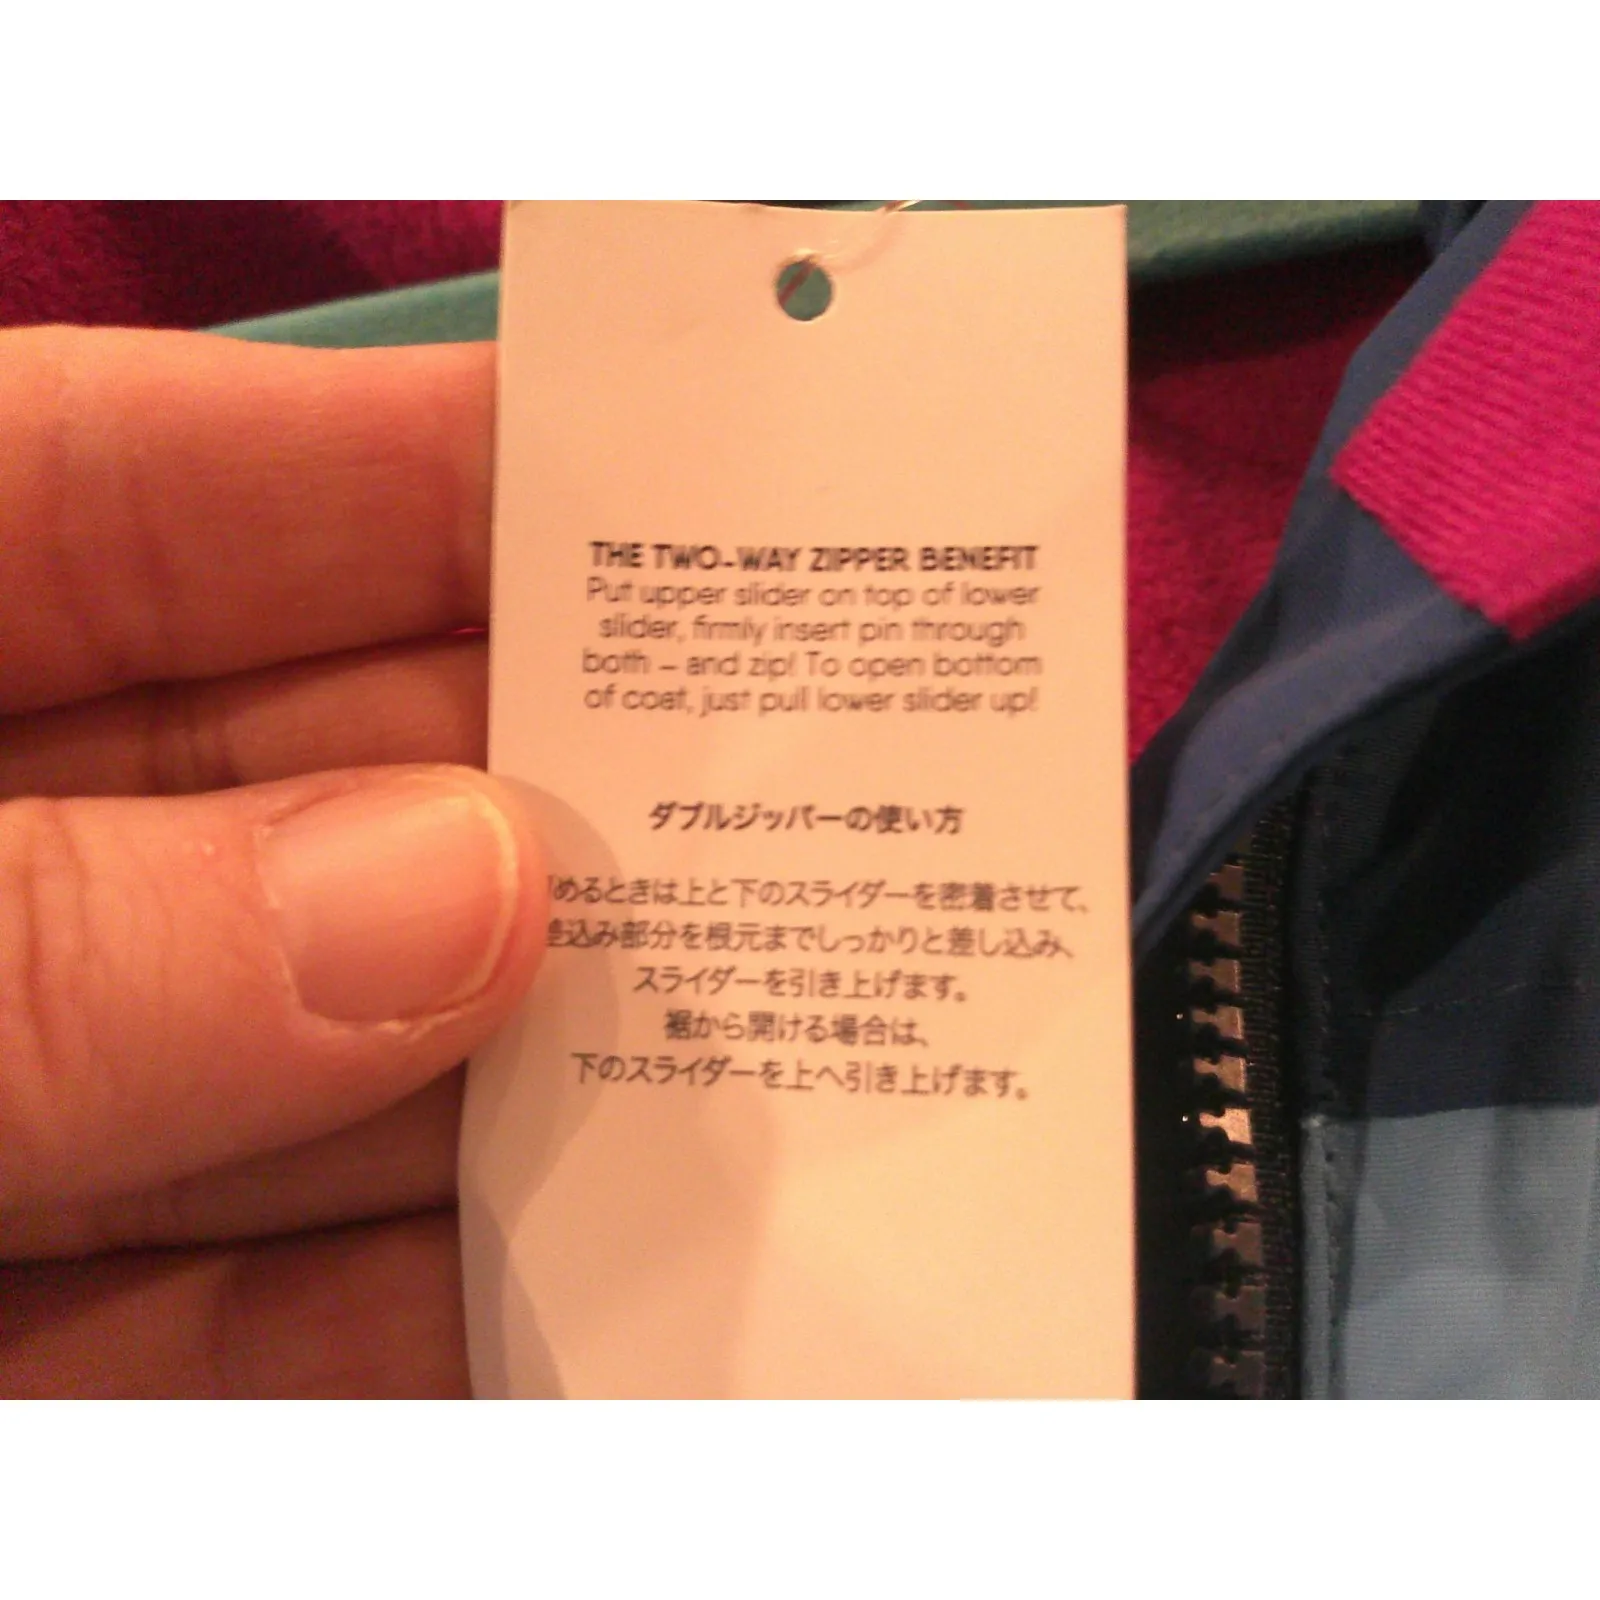 THE TWO-WAY ZIPPER BENEFIT
Put upper slider on top of lower
slider, firmly insert pin through
both – and zip! To open bottom
of coat, just pull lower slider up!
ダブルジッパーの使い方
めるときは上と下のスライダーを密着させて、
込み部分を根元までしっかりと差し込み、
スライダーを引き上げます。
裾から開ける場合は、
下のスライダーを上へ引き上げます。